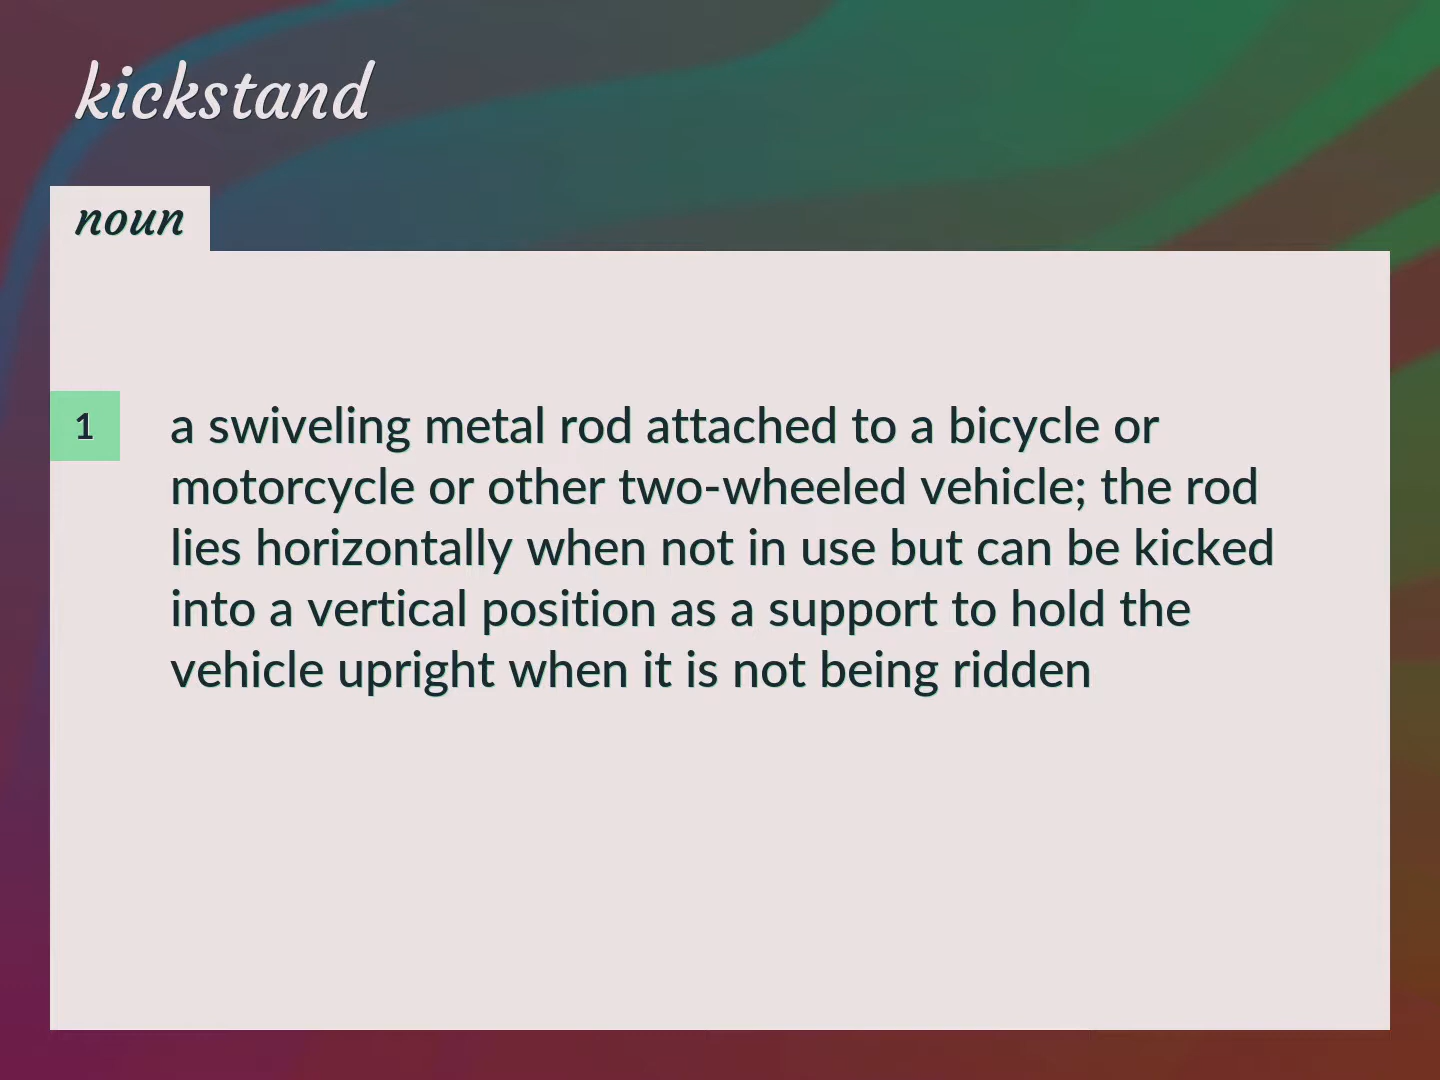 kickstand
noun
1
a swiveling metal rod attached to a bicycle or
motorcycle or other two-wheeled vehicle; the rod
lies horizontally when not in use but can be kicked
into a vertical position as a support to hold the
vehicle upright when it is not being ridden